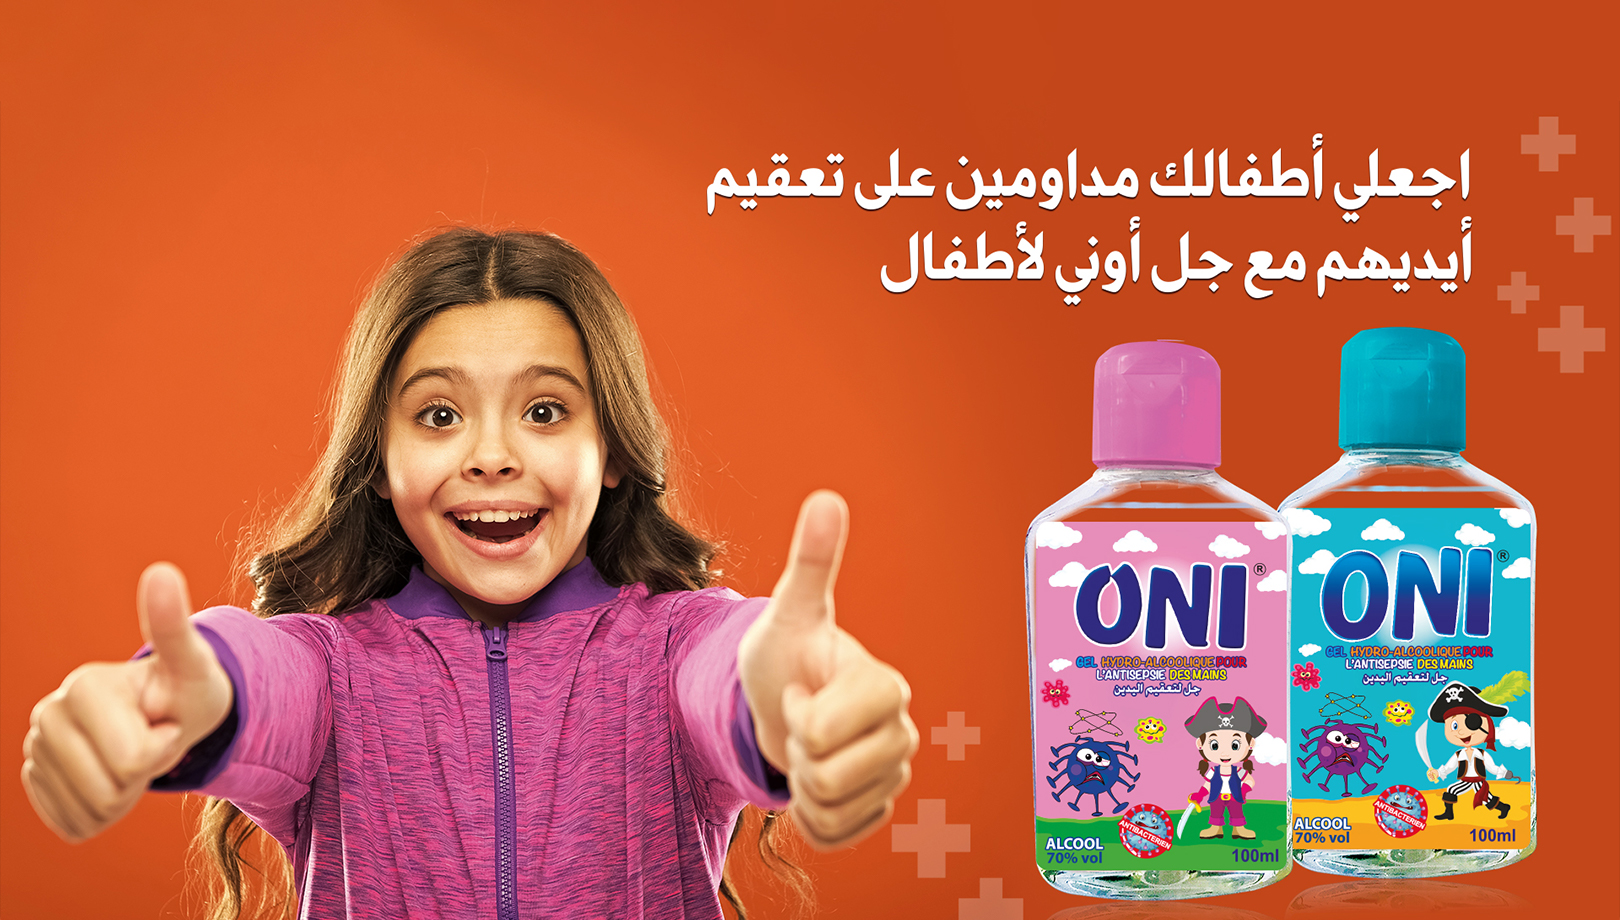 اجعلي أطفالك مداومين على تعقيم
أيديهم مع جل أوني لأطفال
ONI®
GEL HYDRO-ALCOOLIQUE POUR
L'ANTISEPSIE DES MAINS
جل لتعقيم اليدين
ANTIBACTERIEN
ALCOOL
70% vol
100ml
ONI®
GEL HYDRO-ALCOOLIQUE POUR
L'ANTISEPSIE DES MAINS
جل لتعقيم اليدين
ANTIBACTERIEN
ALCOOL
70% vol
100ml